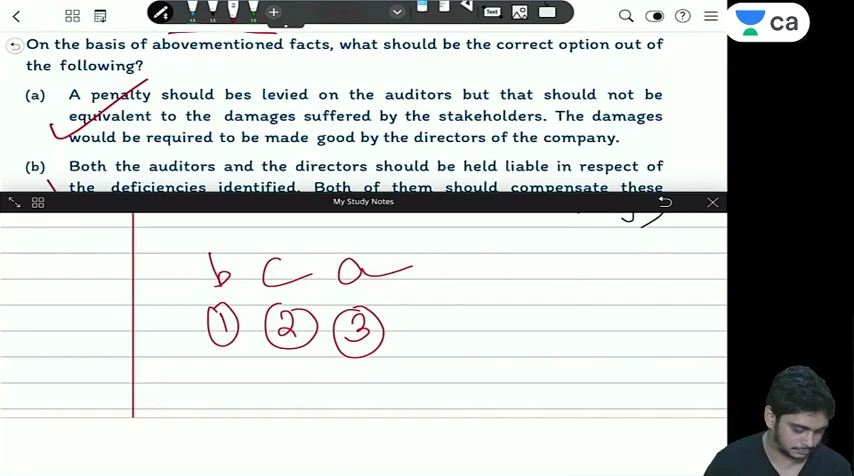 Text
ca
On the basis of abovementioned facts, what should be the correct option out of
the following?
(a) A penalty should bes levied on the auditors but that should not be
equivalent to the damages suffered by the stakeholders. The damages
would be required to be made good by the directors of the company.
(b) Both the auditors and the directors should be held liable in respect of
the deficiencies identified. Both of them should compensate these
My Study Notes
b c a
1 2 3